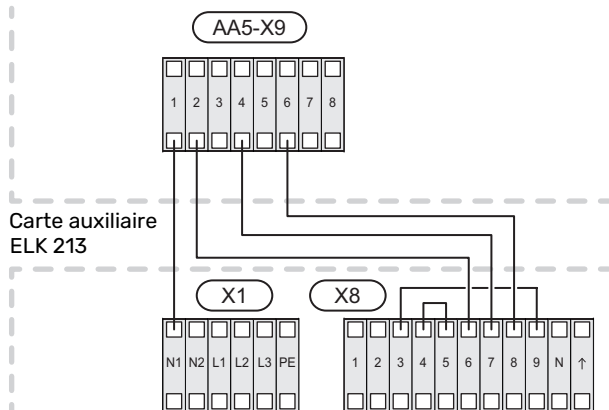 AA5-X9
1 2 3 4 5 6 7 8
Carte auxiliaire
ELK 213
X1 X8
N1 N2 L1 L2 L3 PE 1 2 3 4 5 6 7 8 9 N ↑